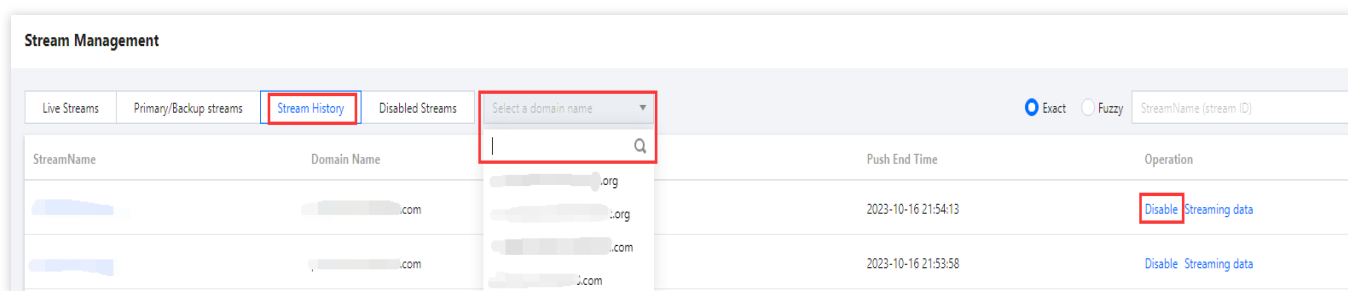 Stream Management
Live Streams Primary/Backup streams Stream History Disabled Streams Select a domain name Exact Fuzzy StreamName (stream ID)
StreamName Domain Name Push End Time Operation
.org
.com 2023-10-16 21:54:13 Disable Streaming data
.org
.com
.com 2023-10-16 21:53:58 Disable Streaming data
.com